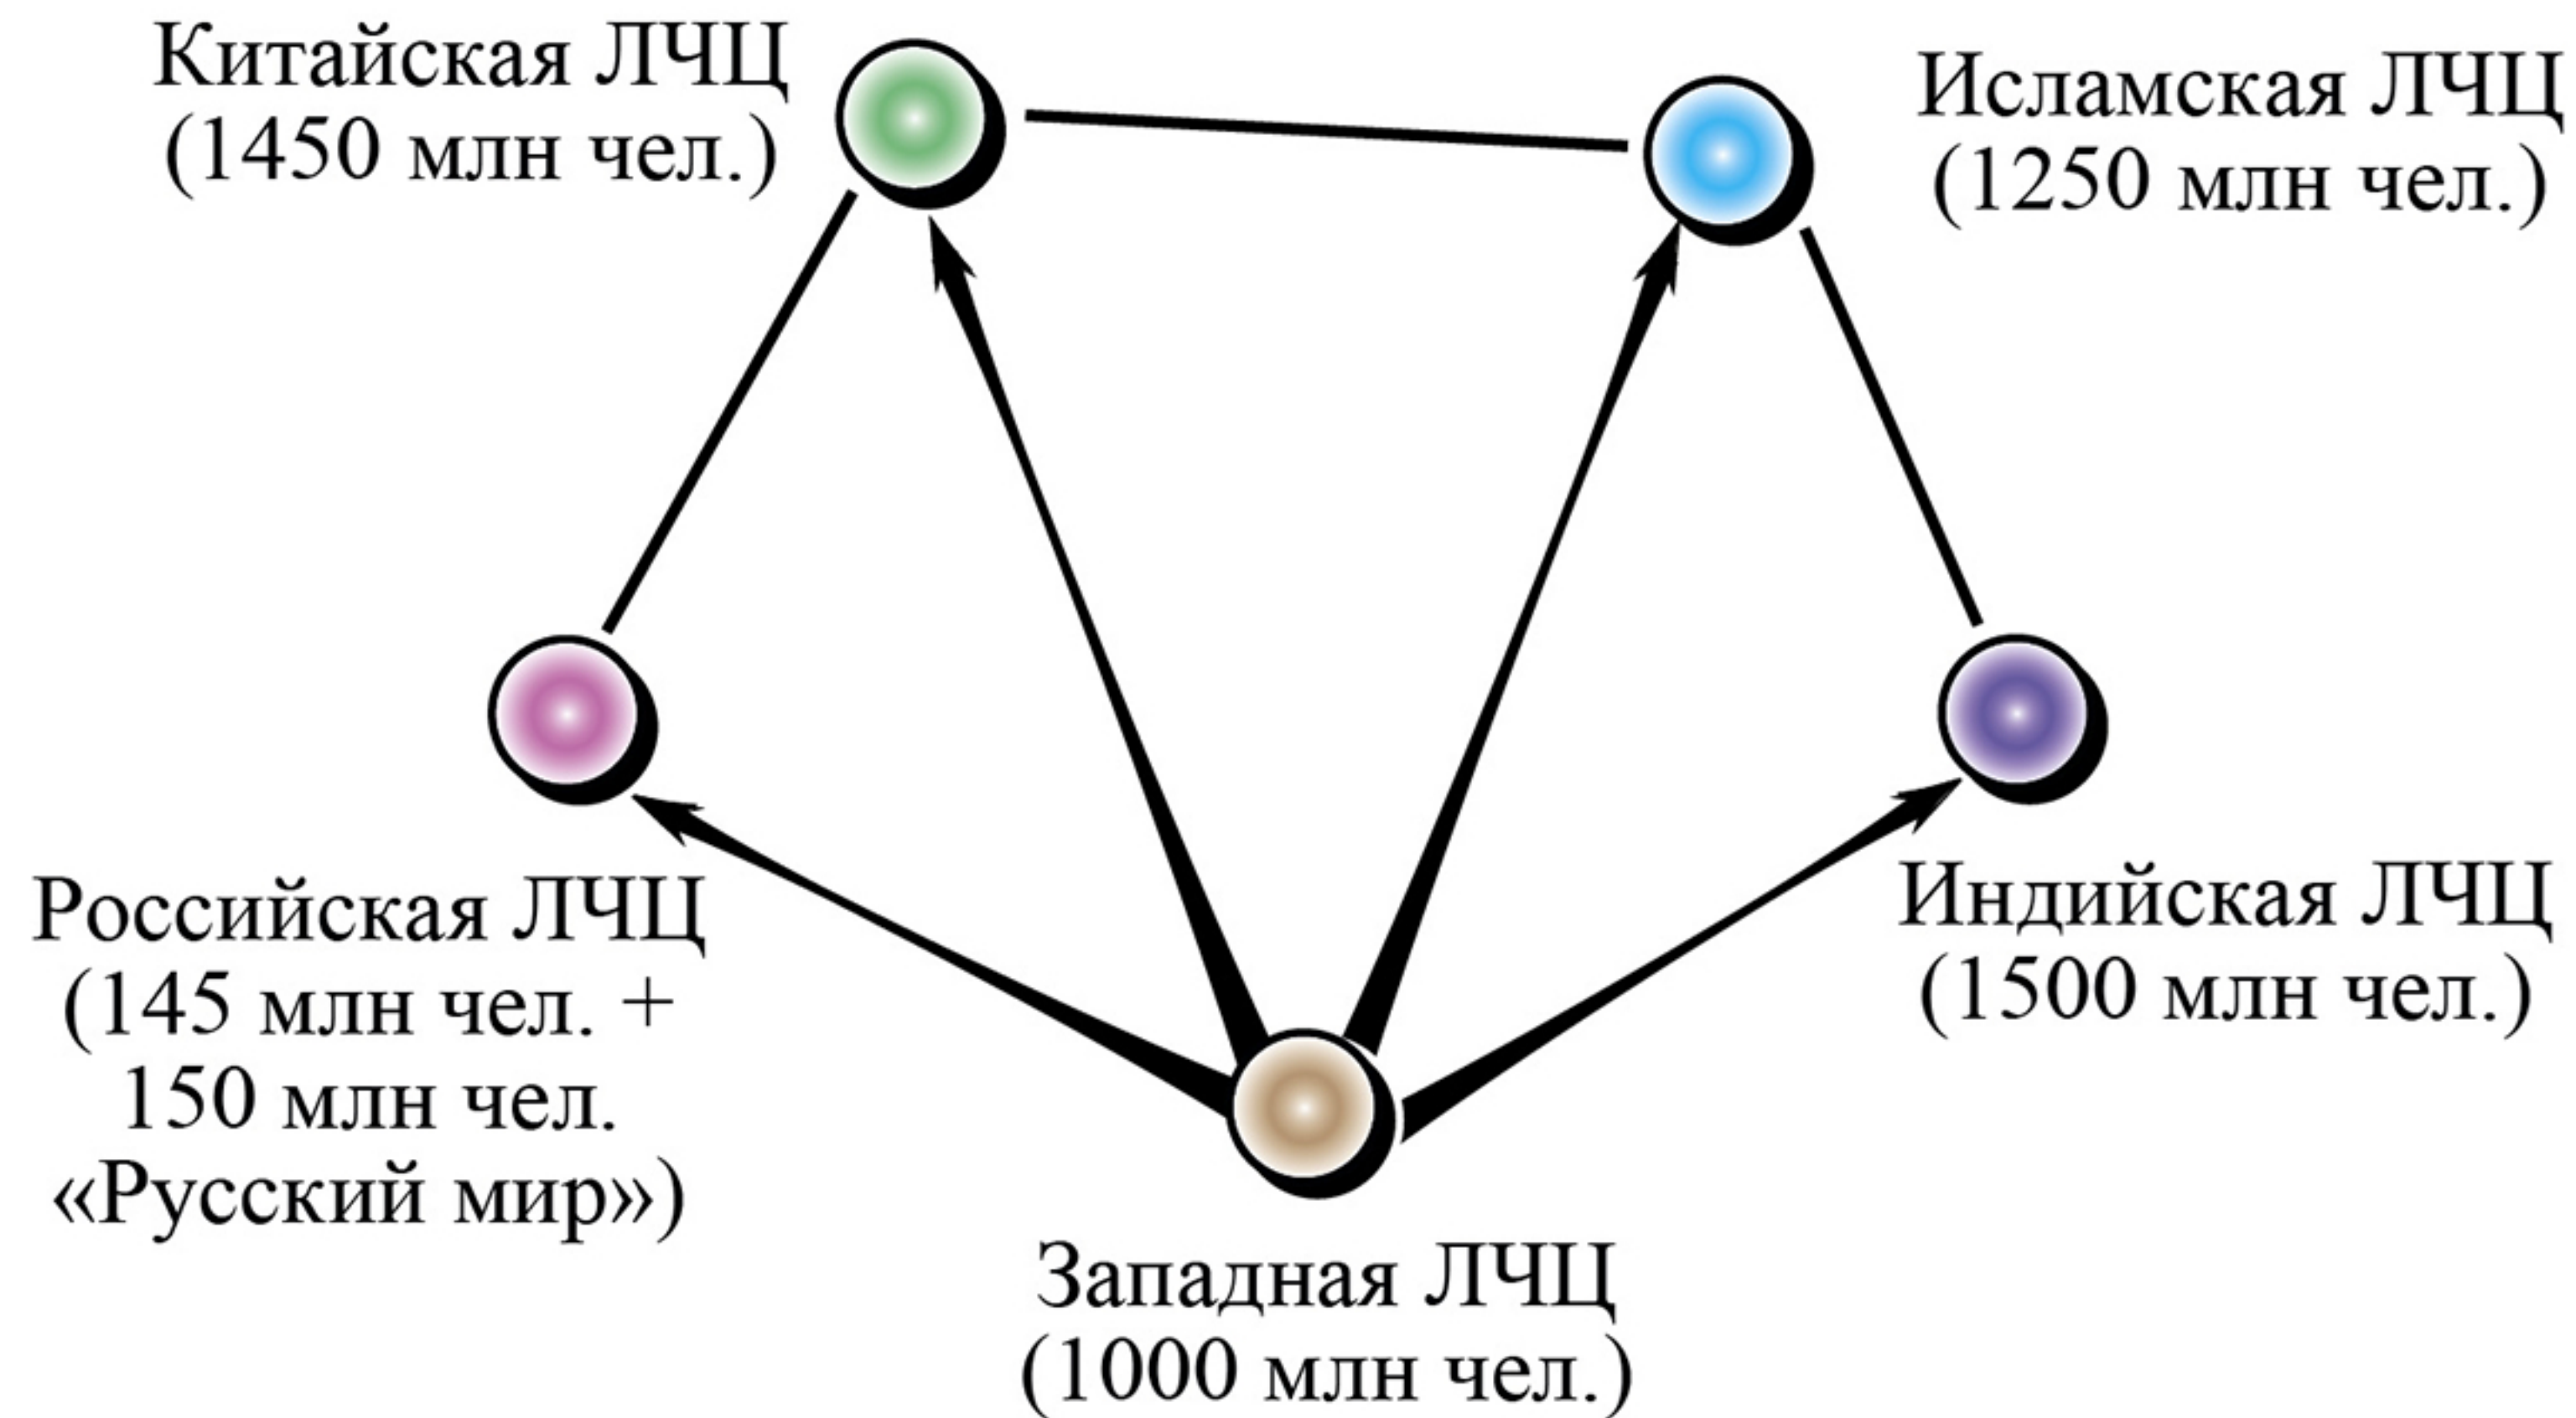 Китайская ЛЧЦ
(1450 млн чел.)
Исламская ЛЧЦ
(1250 млн чел.)
Российская ЛЧЦ
(145 млн чел. +
150 млн чел.
«Русский мир»)
Индийская ЛЧЦ
(1500 млн чел.)
Западная ЛЧЦ
(1000 млн чел.)